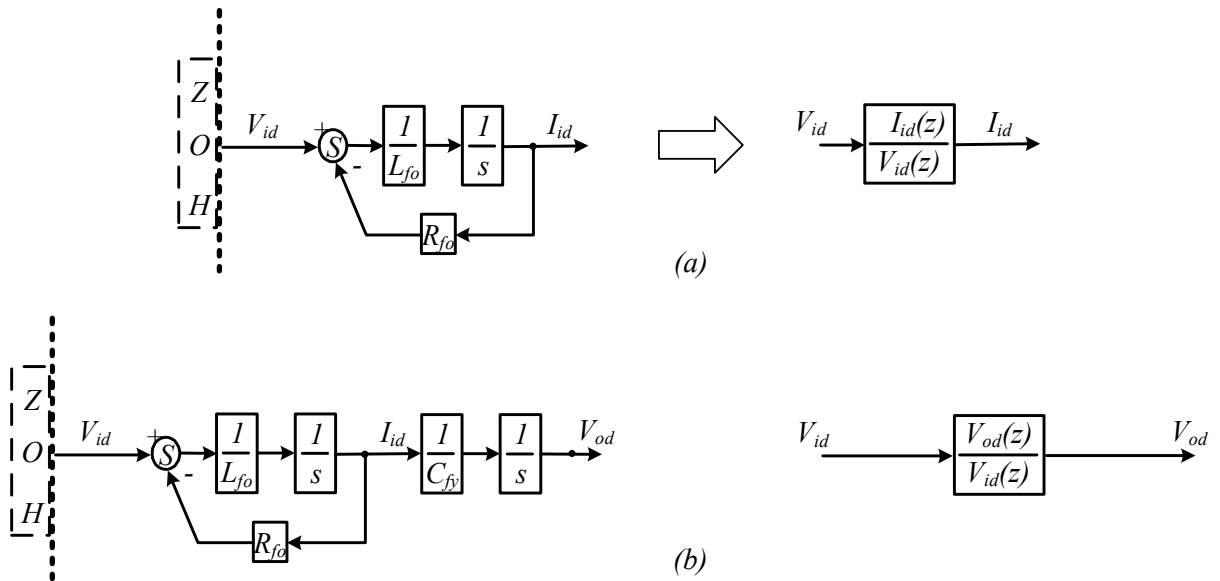 Z
O
H
V_id
+
S
-
1
L_fo
1
s
I_id
R_fo
V_id
I_id(z)
V_id(z)
I_id
(a)
Z
O
H
V_id
+
S
-
1
L_fo
1
s
I_id
1
C_fy
1
s
V_od
R_fo
V_id
V_od(z)
V_id(z)
V_od
(b)